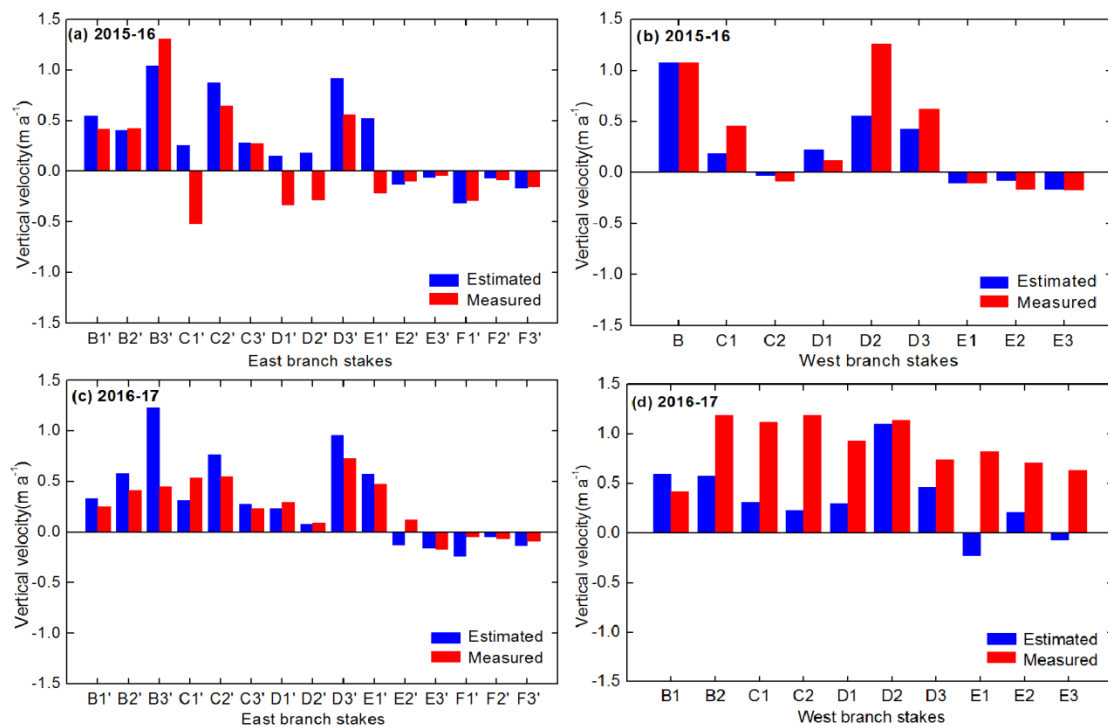 (a) 2015-16
Vertical velocity(m a⁻¹)
1.5
1.0
0.5
0.0
-0.5
-1.0
-1.5
Estimated
Measured
B1' B2' B3' C1' C2' C3' D1' D2' D3' E1' E2' E3' F1' F2' F3'
East branch stakes
(b) 2015-16
Vertical velocity(m a⁻¹)
1.5
1.0
0.5
0.0
-0.5
-1.0
-1.5
Estimated
Measured
B C1 C2 D1 D2 D3 E1 E2 E3
West branch stakes
(c) 2016-17
Vertical velocity(m a⁻¹)
1.5
1.0
0.5
0.0
-0.5
-1.0
-1.5
Estimated
Measured
B1' B2' B3' C1' C2' C3' D1' D2' D3' E1' E2' E3' F1' F2' F3'
East branch stakes
(d) 2016-17
Vertical velocity(m a⁻¹)
1.5
1.0
0.5
0.0
-0.5
-1.0
-1.5
Estimated
Measured
B1 B2 C1 C2 D1 D2 D3 E1 E2 E3
West branch stakes